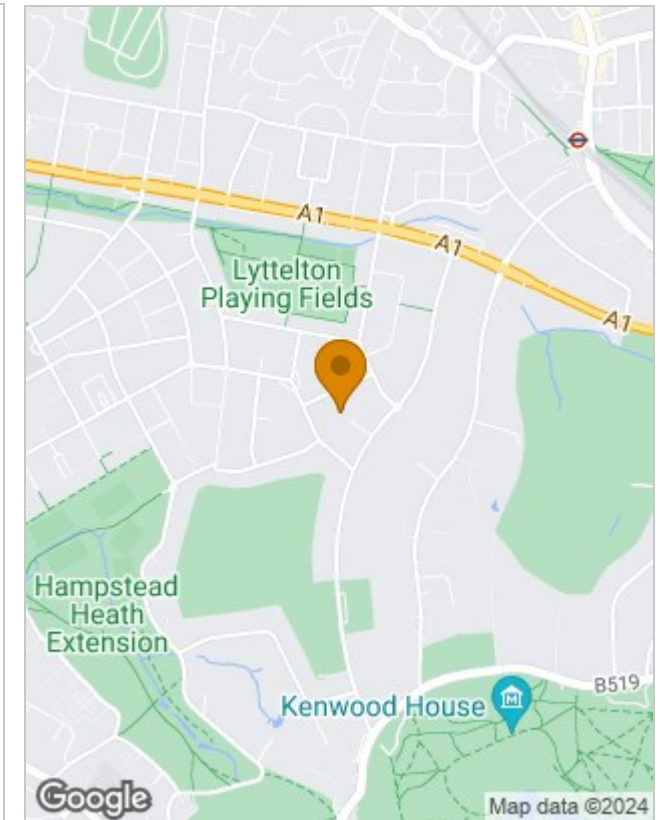 A1
A1
Lyttelton
Playing Fields
A1
Hampstead
Heath
Extension
B519
Kenwood House
M
Google
Map data ©2024